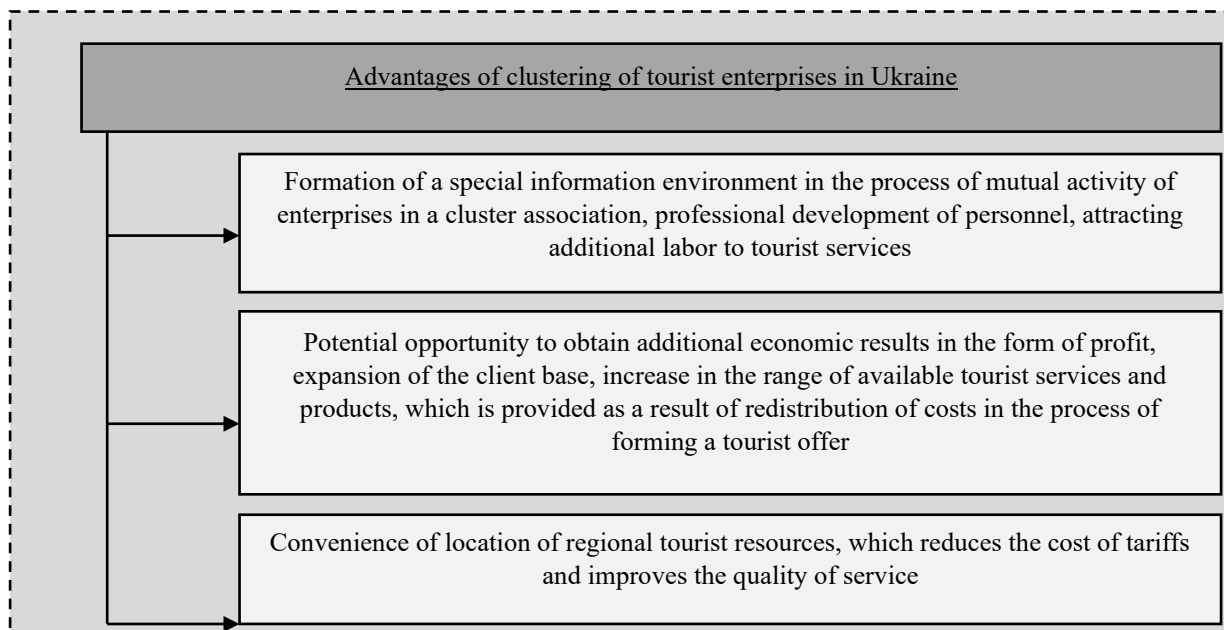 Advantages of clustering of tourist enterprises in Ukraine
Formation of a special information environment in the process of mutual activity of
enterprises in a cluster association, professional development of personnel, attracting
additional labor to tourist services
Potential opportunity to obtain additional economic results in the form of profit,
expansion of the client base, increase in the range of available tourist services and
products, which is provided as a result of redistribution of costs in the process of
forming a tourist offer
Convenience of location of regional tourist resources, which reduces the cost of tariffs
and improves the quality of service